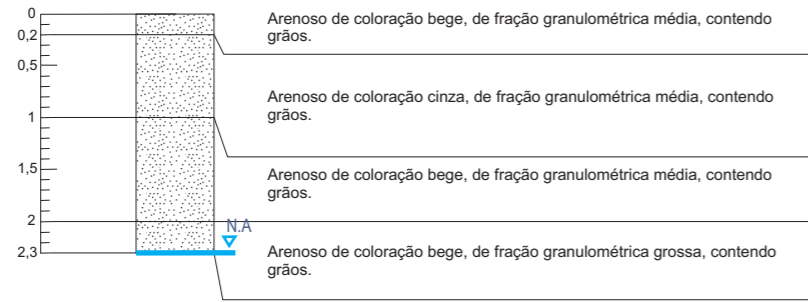 0
Arenoso de coloração bege, de fração granulométrica média, contendo
grãos.
0,2
0,5
Arenoso de coloração cinza, de fração granulométrica média, contendo
grãos.
1
1,5
Arenoso de coloração bege, de fração granulométrica média, contendo
grãos.
2
N.A
2,3
Arenoso de coloração bege, de fração granulométrica grossa, contendo
grãos.